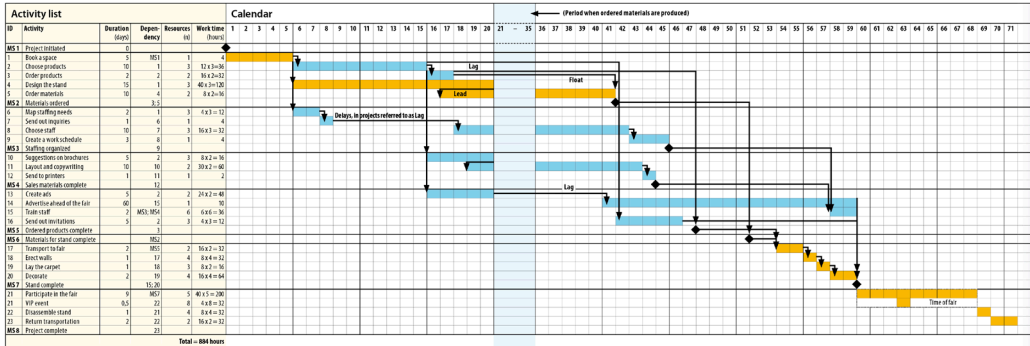 Activity list
Calendar
(Period when ordered materials are produced)
ID Activity Duration (days) Depen-dency Resources (n) Work time (hours)
1 2 3 4 5 6 7 8 9 10 11 12 13 14 15 16 17 18 19 20 21 – 35 36 37 38 39 40 41 42 43 44 45 46 47 48 49 50 51 52 53 54 55 56 57 58 59 60 61 62 63 64 65 66 67 68 69 70 71
MS 1 Project initiated 0
1 Book a space 5 MS1 1 4
2 Choose products 10 1 3 12 x 3=36
3 Order products 2 2 2 16 x 2=32
4 Design the stand 15 1 3 40 x 3=120
5 Order materials 10 4 2 8 x 2=16
MS 2 Materials ordered 3; 5
6 Map staffing needs 2 1 3 4 x 3 = 12
7 Send out inquiries 1 6 1 4
8 Choose staff 10 7 3 16 x 3 = 32
9 Create a work schedule 3 8 1 4
MS 3 Staffing organized 9
10 Suggestions on brochures 5 2 3 8 x 2 = 16
11 Layout and copywriting 10 10 2 30 x 2 = 60
12 Send to printers 1 11 1 2
MS 4 Sales materials complete 12
13 Create ads 5 2 2 24 x 2 = 48
14 Advertise ahead of the fair 60 15 1 10
15 Train staff 2 MS3; MS4 6 6 x 6 = 36
16 Send out invitations 2 3 4 x 3 = 12
MS 5 Ordered products complete 3
MS 6 Materials for stand complete MS2
17 Transport to fair 2 MS5 2 16 x 2 = 32
18 Erect walls 1 17 4 8 x 4 = 32
19 Lay the carpet 1 18 3 8 x 2 = 16
20 Decorate 2 19 4 16 x 4 = 64
MS 7 Stand complete 15; 20
21 Participate in the fair 9 MS7 5 40 x 5 = 200
21 VIP event 0,5 22 8 4 x 8 = 32
22 Disassemble stand 1 21 4 8 x 4 = 32
23 Return transportation 2 22 2 16 x 2 = 32
MS 8 Project complete 23
Total = 884 hours
Lag
Float
Lead
Delays, in projects referred to as Lag
Lag
Time of fair